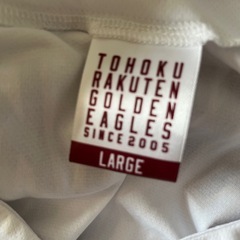 TOHOKU
RAKUTEN
GOLDEN
EAGLES
SINCE 2005
LARGE